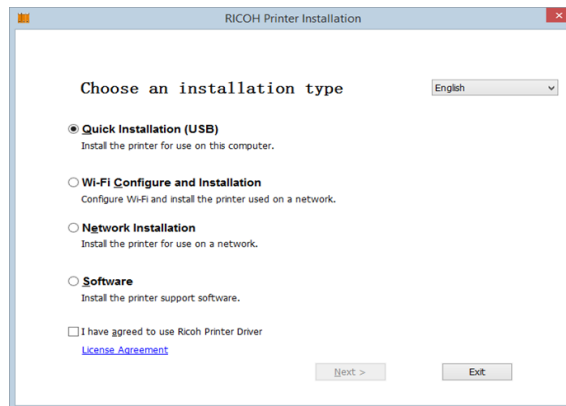 RICOH Printer Installation
Choose an installation type
English
Quick Installation (USB)
Install the printer for use on this computer.
Wi-Fi Configure and Installation
Configure Wi-Fi and install the printer used on a network.
Network Installation
Install the printer for use on a network.
Software
Install the printer support software.
I have agreed to use Ricoh Printer Driver
License Agreement
Next >
Exit